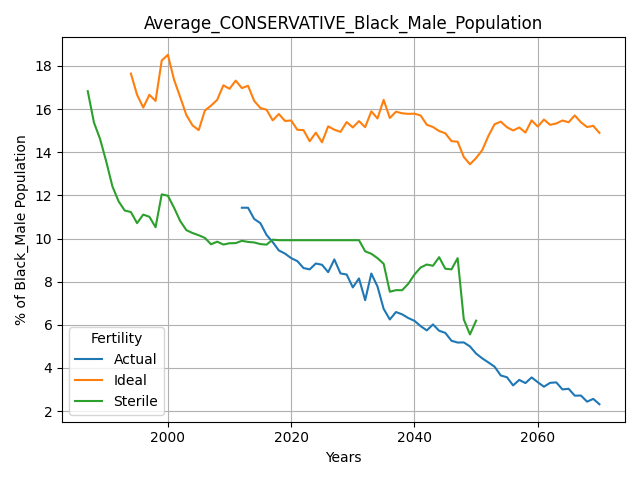 Average_CONSERVATIVE_Black_Male_Population
% of Black_Male Population
18
16
14
12
10
8
6
4
2
Fertility
Actual
Ideal
Sterile
2000 2020 2040 2060
Years